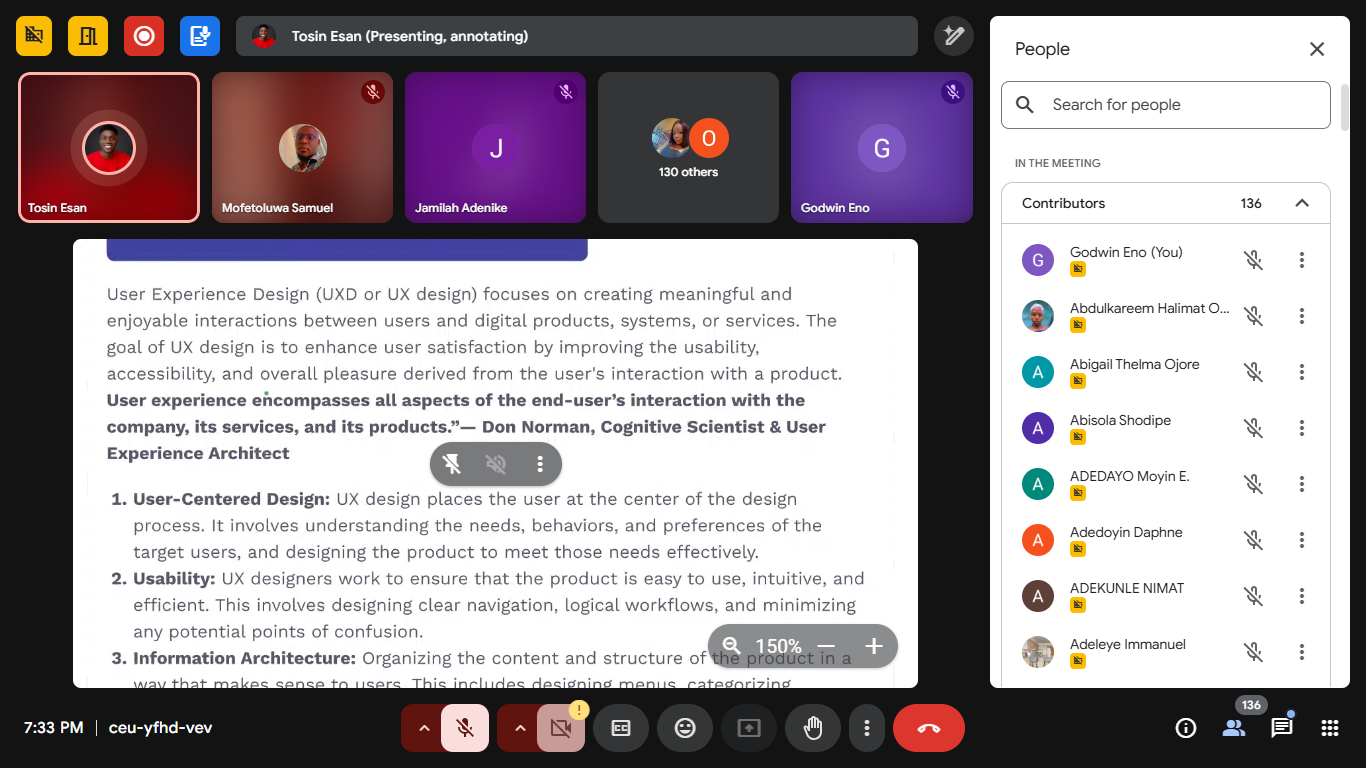 Tosin Esan (Presenting, annotating)
Tosin Esan
Mofetoluwa Samuel
J
Jamilah Adenike
O
130 others
G
Godwin Eno
User Experience Design (UXD or UX design) focuses on creating meaningful and
enjoyable interactions between users and digital products, systems, or services. The
goal of UX design is to enhance user satisfaction by improving the usability,
accessibility, and overall pleasure derived from the user's interaction with a product.
User experience encompasses all aspects of the end-user’s interaction with the
company, its services, and its products.”— Don Norman, Cognitive Scientist & User
Experience Architect
1. User-Centered Design: UX design places the user at the center of the design
process. It involves understanding the needs, behaviors, and preferences of the
target users, and designing the product to meet those needs effectively.
2. Usability: UX designers work to ensure that the product is easy to use, intuitive, and
efficient. This involves designing clear navigation, logical workflows, and minimizing
any potential points of confusion.
3. Information Architecture: Organizing the content and structure of the product in a
way that makes sense to users. This includes designing menus, categorizing
150%
People
Search for people
IN THE MEETING
Contributors 136
G Godwin Eno (You)
Abdulkareem Halimat O...
A Abigail Thelma Ojore
A Abisola Shodipe
A ADEDAYO Moyin E.
A Adedoyin Daphne
A ADEKUNLE NIMAT
Adeleye Immanuel
7:33 PM | ceu-yfhd-vev
!
CC
136